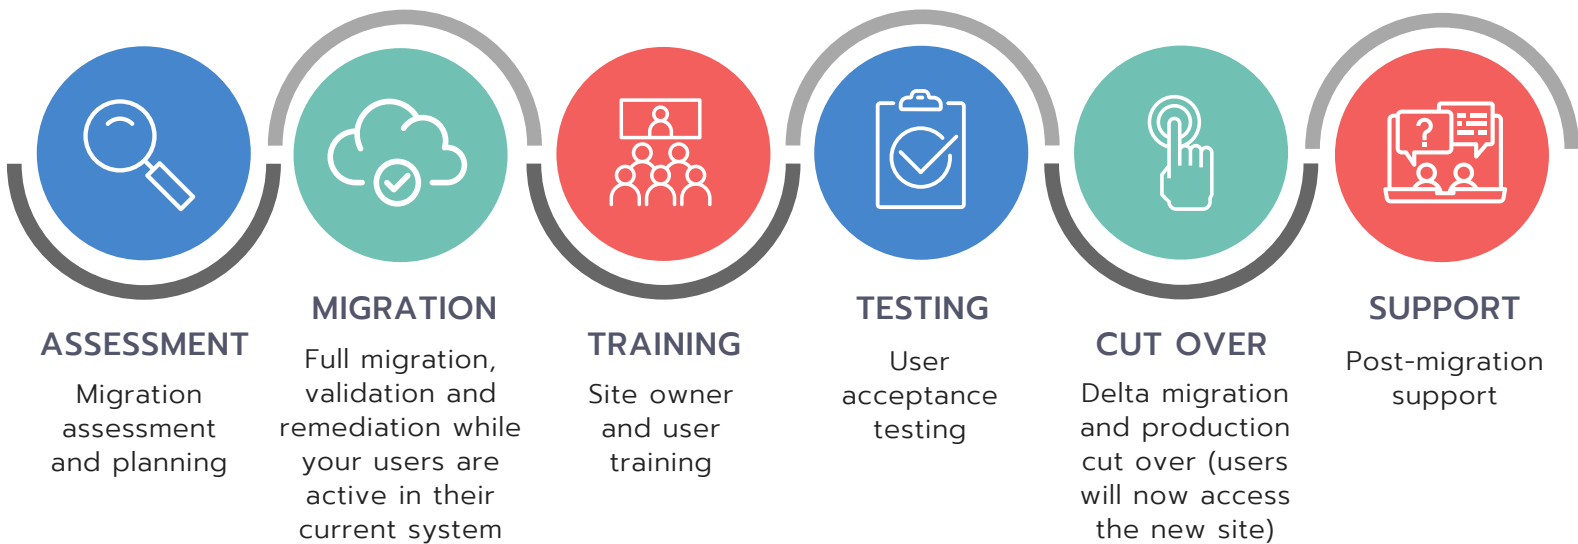 ASSESSMENT
Migration
assessment
and planning
MIGRATION
Full migration,
validation and
remediation while
your users are
active in their
current system
TRAINING
Site owner
and user
training
TESTING
User
acceptance
testing
CUT OVER
Delta migration
and production
cut over (users
will now access
the new site)
SUPPORT
Post-migration
support
?